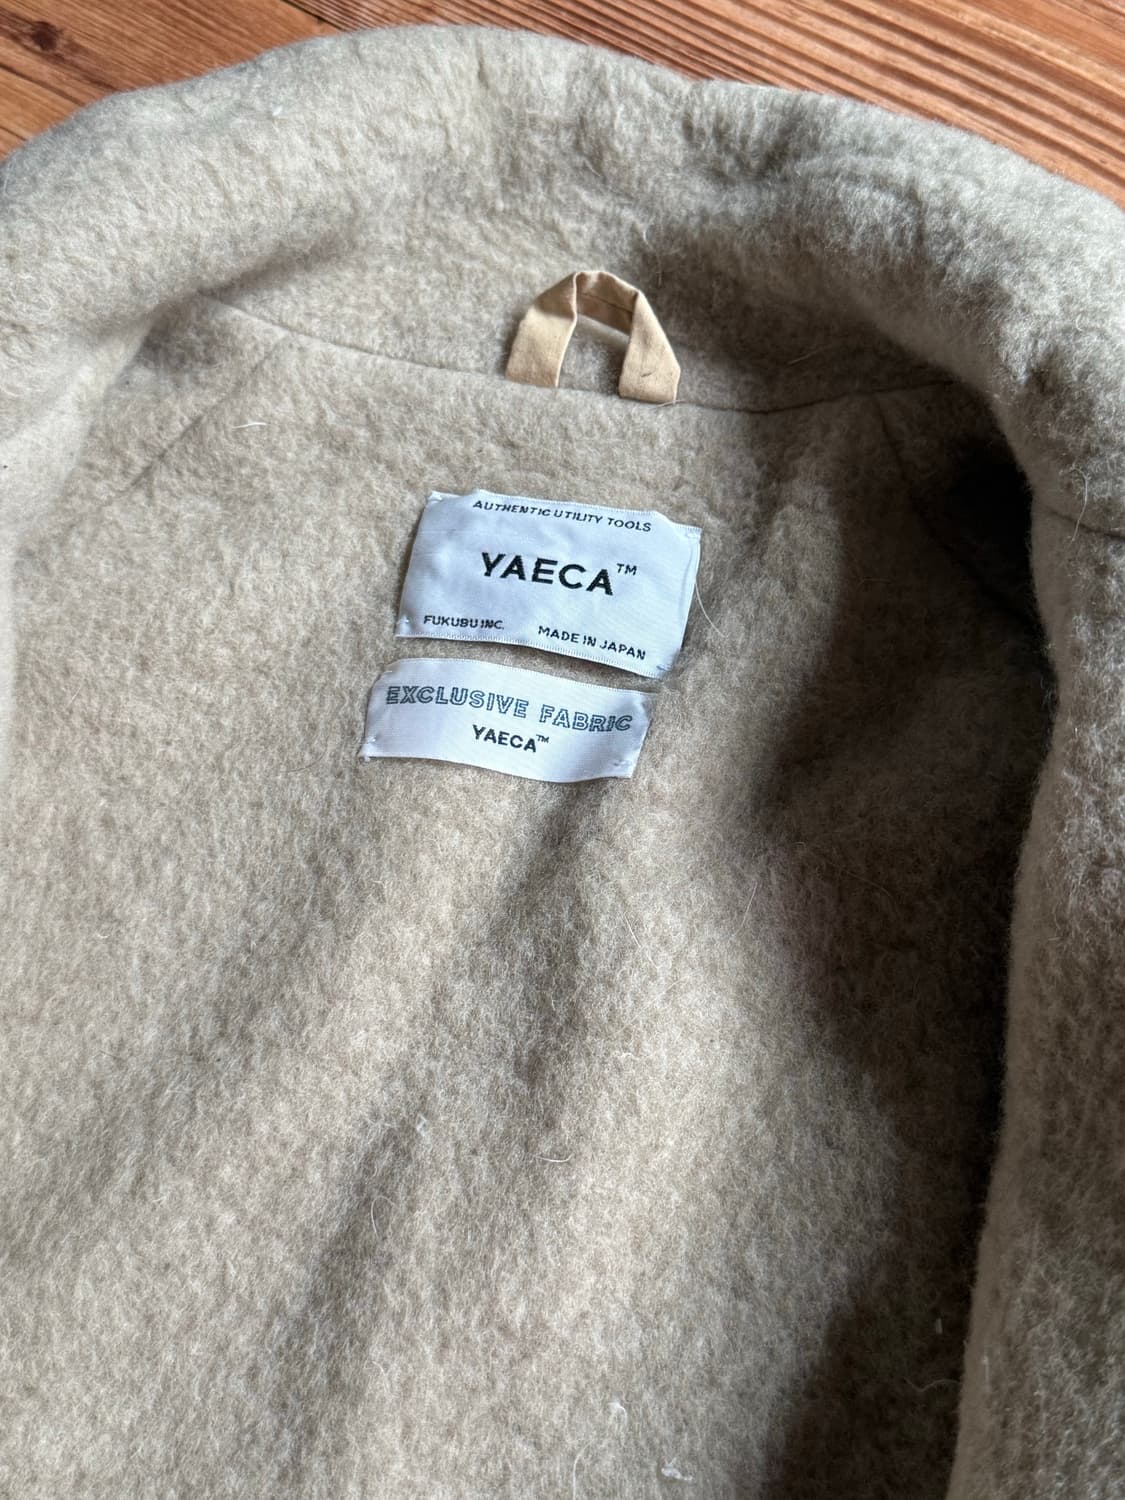 AUTHENTIC UTILITY TOOLS
YAECA™
FUKUBU INC. MADE IN JAPAN
EXCLUSIVE FABRIC
YAECA™